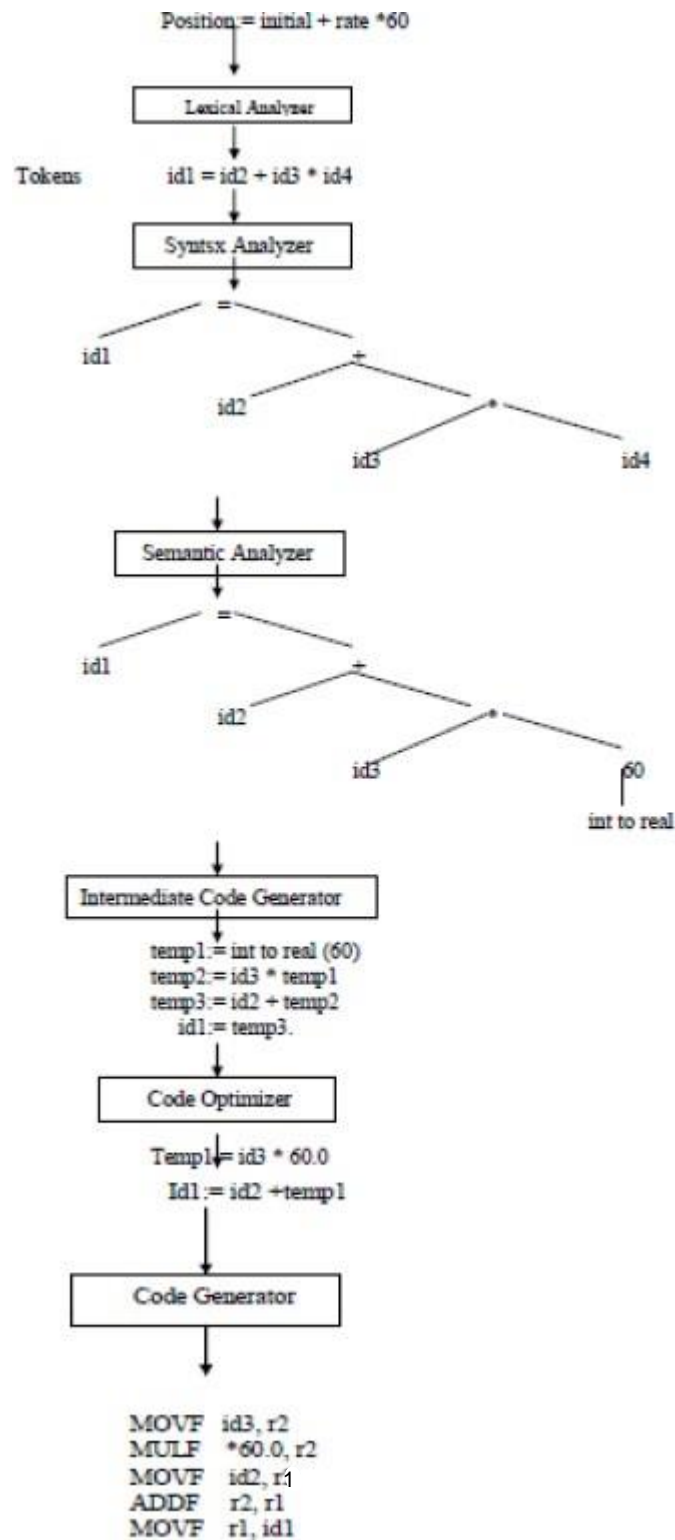 Position:= initial + rate *60
Lexical Analyzer
Tokens id1 = id2 + id3 * id4
Syntsx Analyzer
=
id1
+
id2
*
id3 id4
Semantic Analyzer
=
id1
+
id2
*
id3 60
int to real
Intermediate Code Generator
temp1:= int to real (60)
temp2:= id3 * temp1
temp3:= id2 + temp2
id1:= temp3.
Code Optimizer
Temp1:= id3 * 60.0
Id1:= id2 +temp1
Code Generator
MOVF id3, r2
MULF *60.0, r2
MOVF id2, r1
ADDF r2, r1
MOVF r1, id1